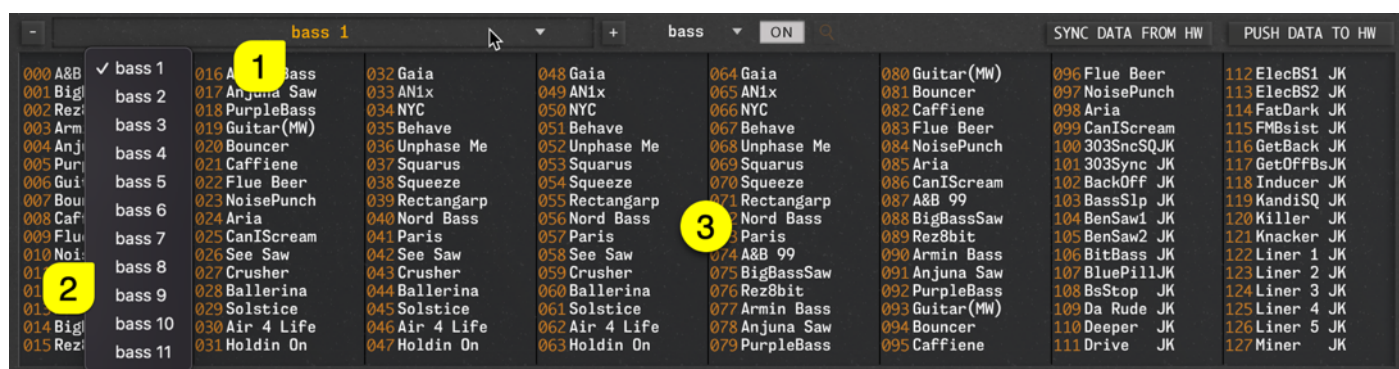 - bass 1 + bass ON SYNC DATA FROM HW PUSH DATA TO HW
1
✓ bass 1
bass 2
bass 3
bass 4
bass 5
bass 6
bass 7
bass 8
bass 9
bass 10
bass 11
2
000 A&B
001
002
003
004
005
006
007
008
009
010
014
015
016
017 Anjuna Saw
018 PurpleBass
019 Guitar(MW)
020 Bouncer
021 Caffiene
022 Flue Beer
023 NoisePunch
024 Aria
025 CanIScream
026 See Saw
027 Crusher
028 Ballerina
029 Solstice
030 Air 4 Life
031 Holdin On
032 Gaia
033 AN1x
034 NYC
035 Behave
036 Unphase Me
037 Squarus
038 Squeeze
039 Rectangarp
040 Nord Bass
041 Paris
042 See Saw
043 Crusher
044 Ballerina
045 Solstice
046 Air 4 Life
047 Holdin On
048 Gaia
049 AN1x
050 NYC
051 Behave
052 Unphase Me
053 Squarus
054 Squeeze
055 Rectangarp
056 Nord Bass
057 Paris
058 See Saw
059 Crusher
060 Ballerina
061 Solstice
062 Air 4 Life
063 Holdin On
3
064 Gaia
065 AN1x
066 NYC
067 Behave
068 Unphase Me
069 Squarus
070 Squeeze
071 Rectangarp
Nord Bass
Paris
074 A&B 99
075 BigBassSaw
076 Rez8bit
077 Armin Bass
078 Anjuna Saw
079 PurpleBass
080 Guitar(MW)
081 Bouncer
082 Caffiene
083 Flue Beer
084 NoisePunch
085 Aria
086 CanIScream
087 A&B 99
088 BigBassSaw
089 Rez8bit
090 Armin Bass
091 Anjuna Saw
092 PurpleBass
093 Guitar(MW)
094 Bouncer
095 Caffiene
096 Flue Beer
097 NoisePunch
098 Aria
099 CanIScream
100 303SncSQJK
101 303Sync JK
102 BackOff JK
103 BassSlp JK
104 BenSaw1 JK
105 BenSaw2 JK
106 BitBass JK
107 BluePillJK
108 BsStop JK
109 Da Rude JK
110 Deeper JK
111 Drive JK
112 ElecBS1 JK
113 ElecBS2 JK
114 FatDark JK
115 FMBsist JK
116 GetBack JK
117 GetOffBsJK
118 Inducer JK
119 KandiSQ JK
120 Killer JK
121 Knacker JK
122 Liner 1 JK
123 Liner 2 JK
124 Liner 3 JK
125 Liner 4 JK
126 Liner 5 JK
127 Miner JK